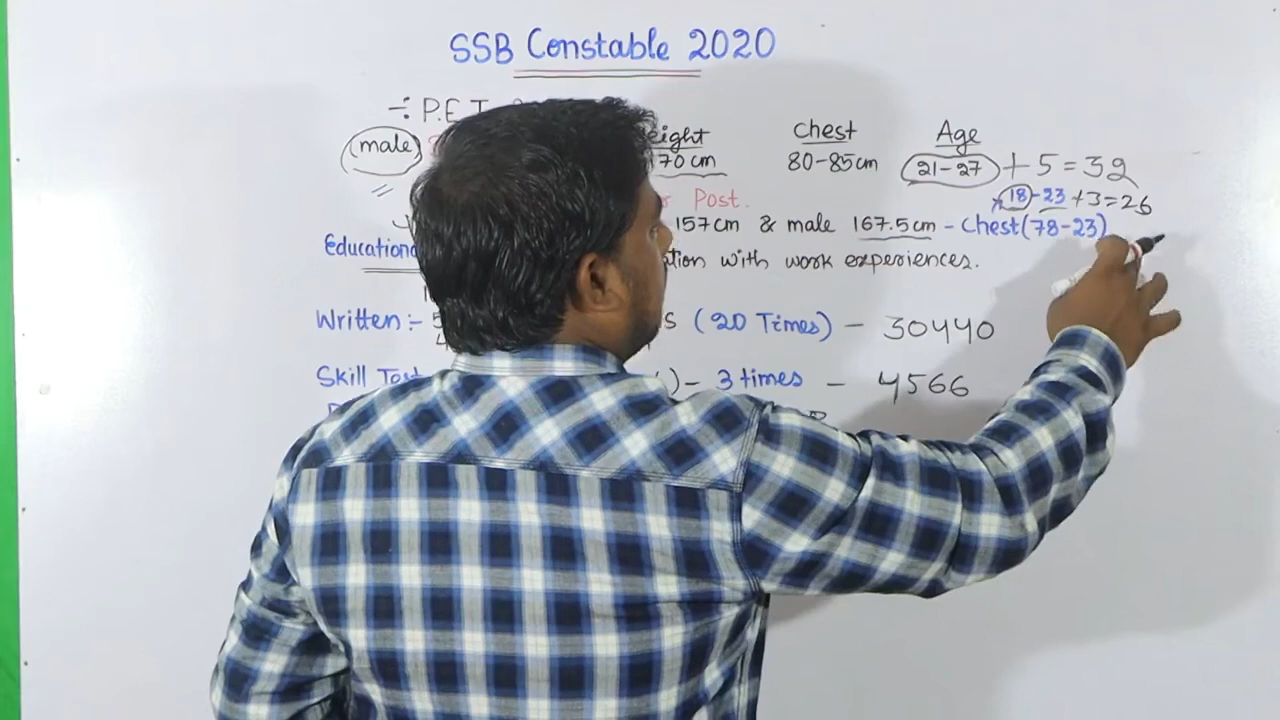 SSB Constable 2020
-: P.E.T
male Height Chest Age
170 cm 80-85cm 21-27 + 5 = 32
18-23 +3=26
Post.
157cm & male 167.5cm - Chest (78-23)
Educational with work experiences.
Written:- (20 Times) - 30440
Skill Test - 3 times - 4566